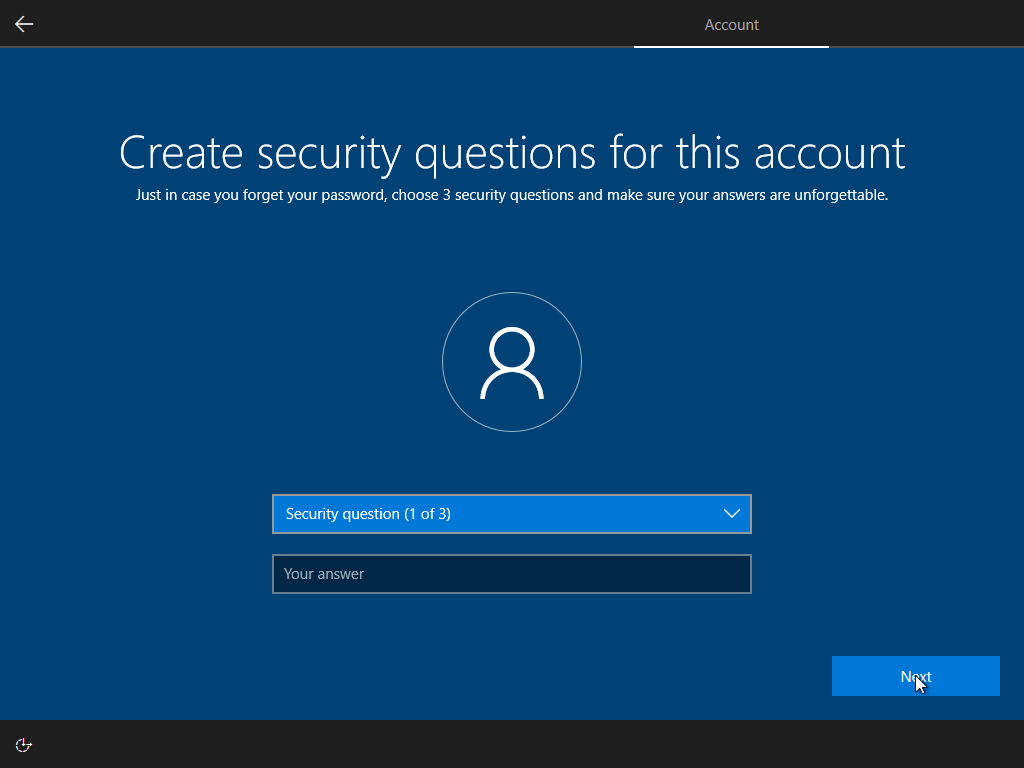 Account
Create security questions for this account
Just in case you forget your password, choose 3 security questions and make sure your answers are unforgettable.
Security question (1 of 3)
Your answer
Next